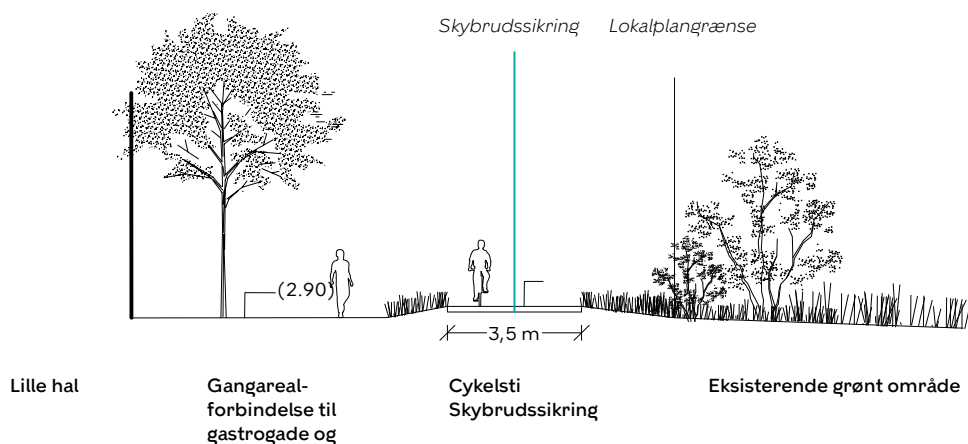 Skybrudssikring Lokalplangrænse
(2.90)
3,5 m
Lille hal
Gangareal-
forbindelse til
gastrogade og
Cykelsti
Skybrudssikring
Eksisterende grønt område